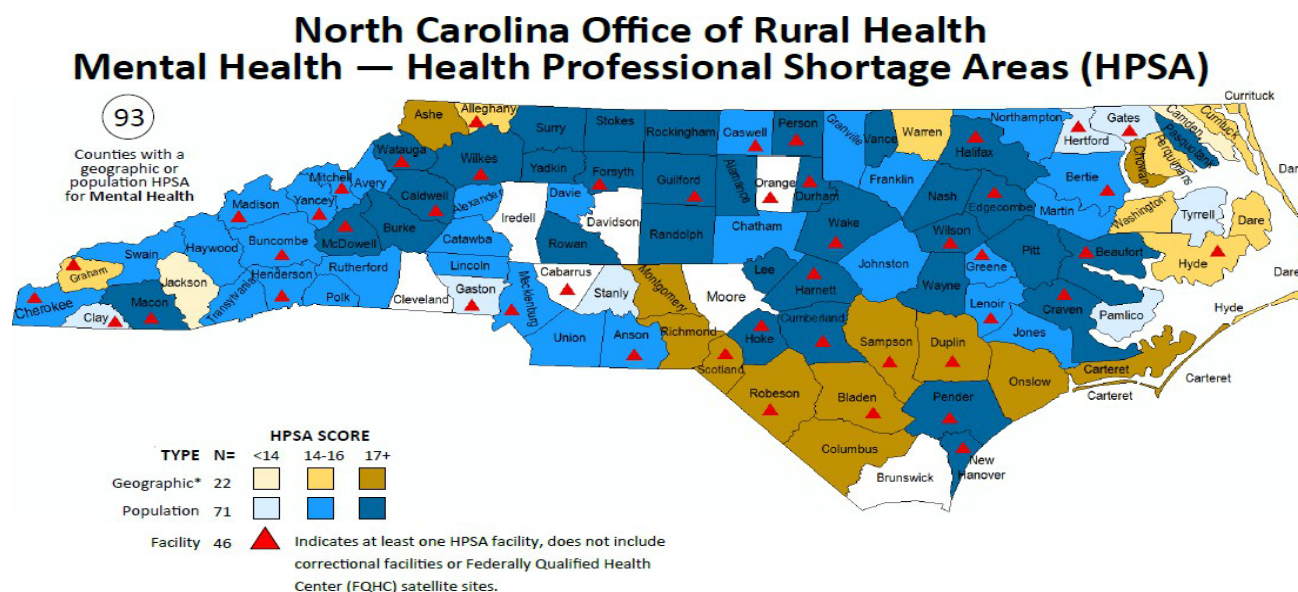 North Carolina Office of Rural Health
Mental Health — Health Professional Shortage Areas (HPSA)
93
Counties with a
geographic or
population HPSA
for Mental Health
Ashe
Alleghany
Surry
Stokes
Rockingham
Caswell
Person
Granville
Vance
Warren
Northampton
Gates
Hertford
Camden
Currituck
Currituck
Pasquotank
Perquimans
Chowan
Halifax
Bertie
Dare
Watauga
Wilkes
Yadkin
Forsyth
Guilford
Alamance
Orange
Durham
Franklin
Nash
Edgecombe
Martin
Washington
Tyrrell
Dare
Mitchell
Avery
Caldwell
Alexander
Davie
Iredell
Davidson
Madison
Yancey
McDowell
Burke
Catawba
Rowan
Randolph
Chatham
Wake
Wilson
Pitt
Beaufort
Hyde
Dare
Swain
Haywood
Buncombe
Graham
Jackson
Henderson
Transylvania
Rutherford
Polk
Lincoln
Cleveland
Gaston
Mecklenburg
Cabarrus
Stanly
Montgomery
Moore
Lee
Harnett
Johnston
Wayne
Greene
Lenoir
Craven
Pamlico
Hyde
Jones
Cherokee
Clay
Macon
Union
Anson
Richmond
Scotland
Hoke
Cumberland
Sampson
Duplin
Onslow
Carteret
Carteret
Carteret
Robeson
Bladen
Pender
Columbus
Brunswick
New
Hanover
HPSA SCORE
TYPE N= <14 14-16 17+
Geographic* 22
Population 71
Facility 46 Indicates at least one HPSA facility, does not include
correctional facilities or Federally Qualified Health
Center (FQHC) satellite sites.